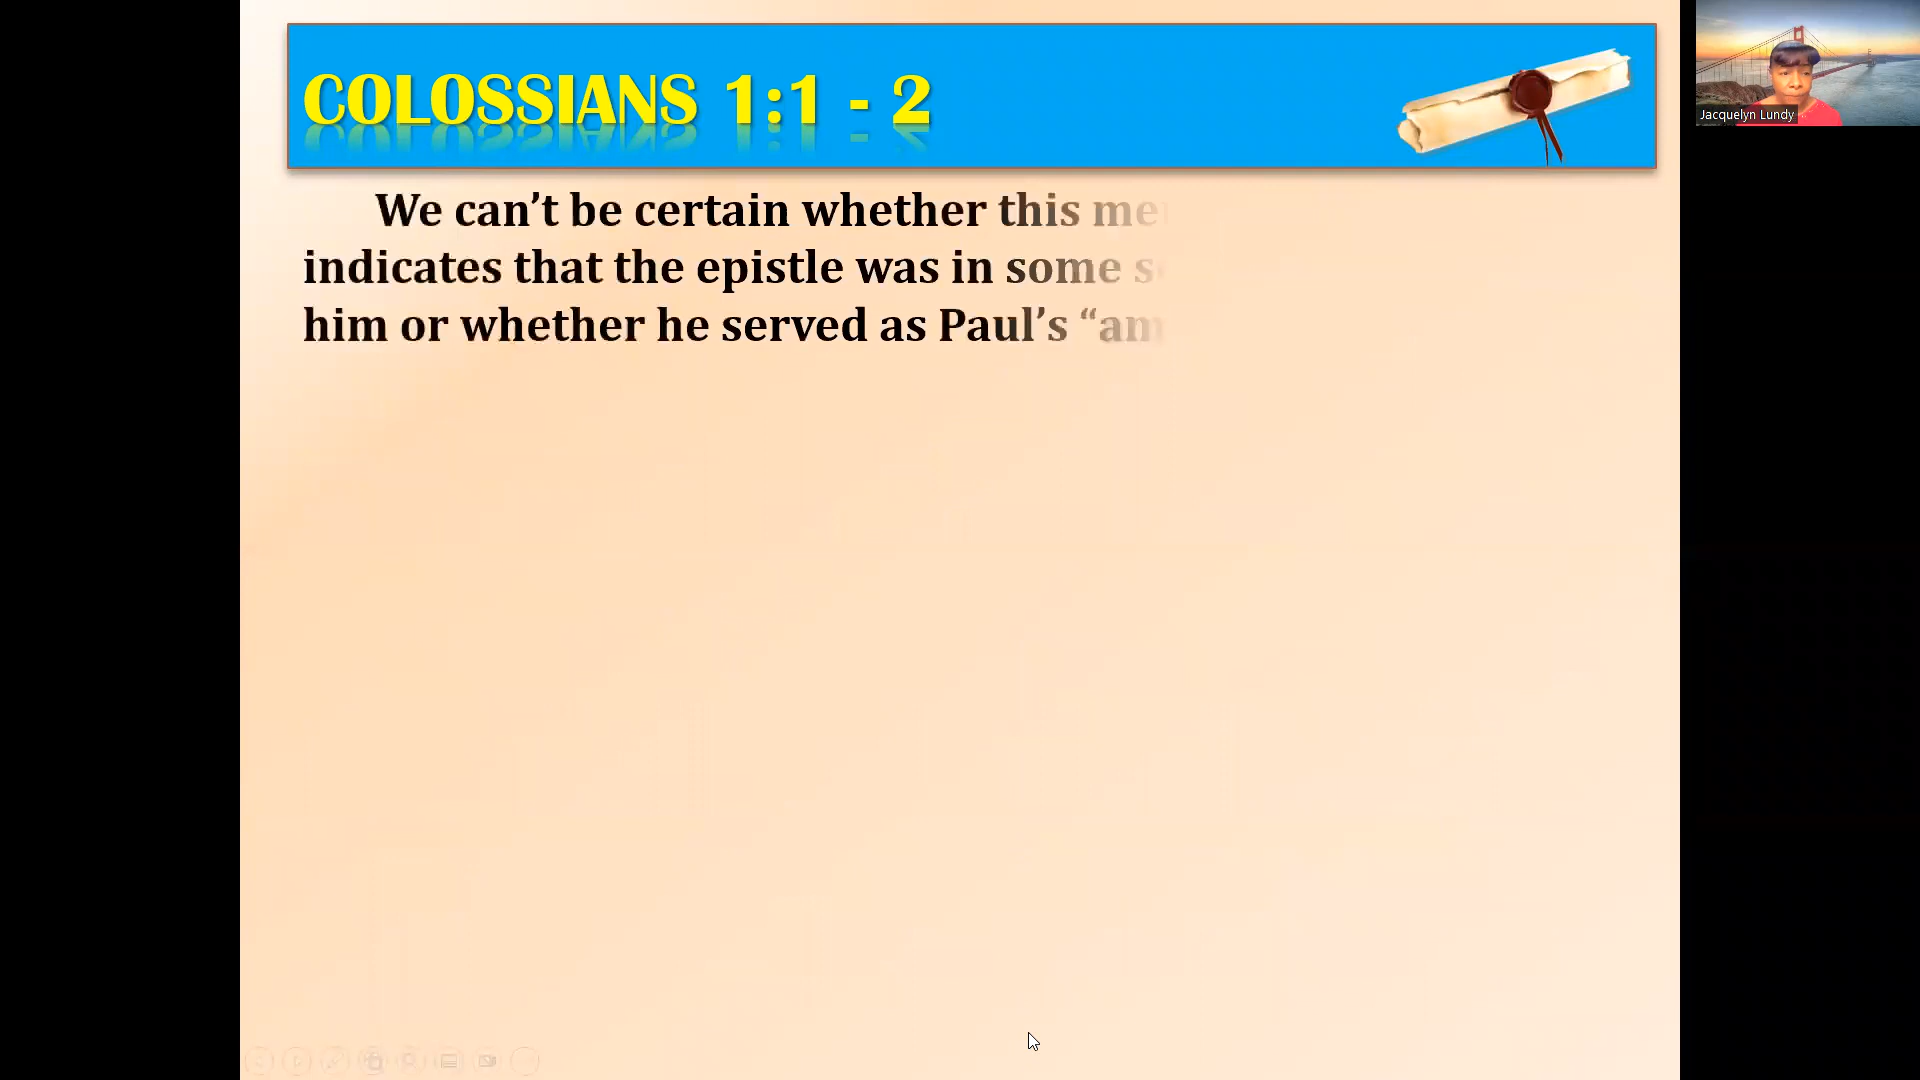 COLOSSIANS 1:1 - 2
We can’t be certain whether this
indicates that the epistle was in some
him or whether he served as Paul’s
Jacquelyn Lundy